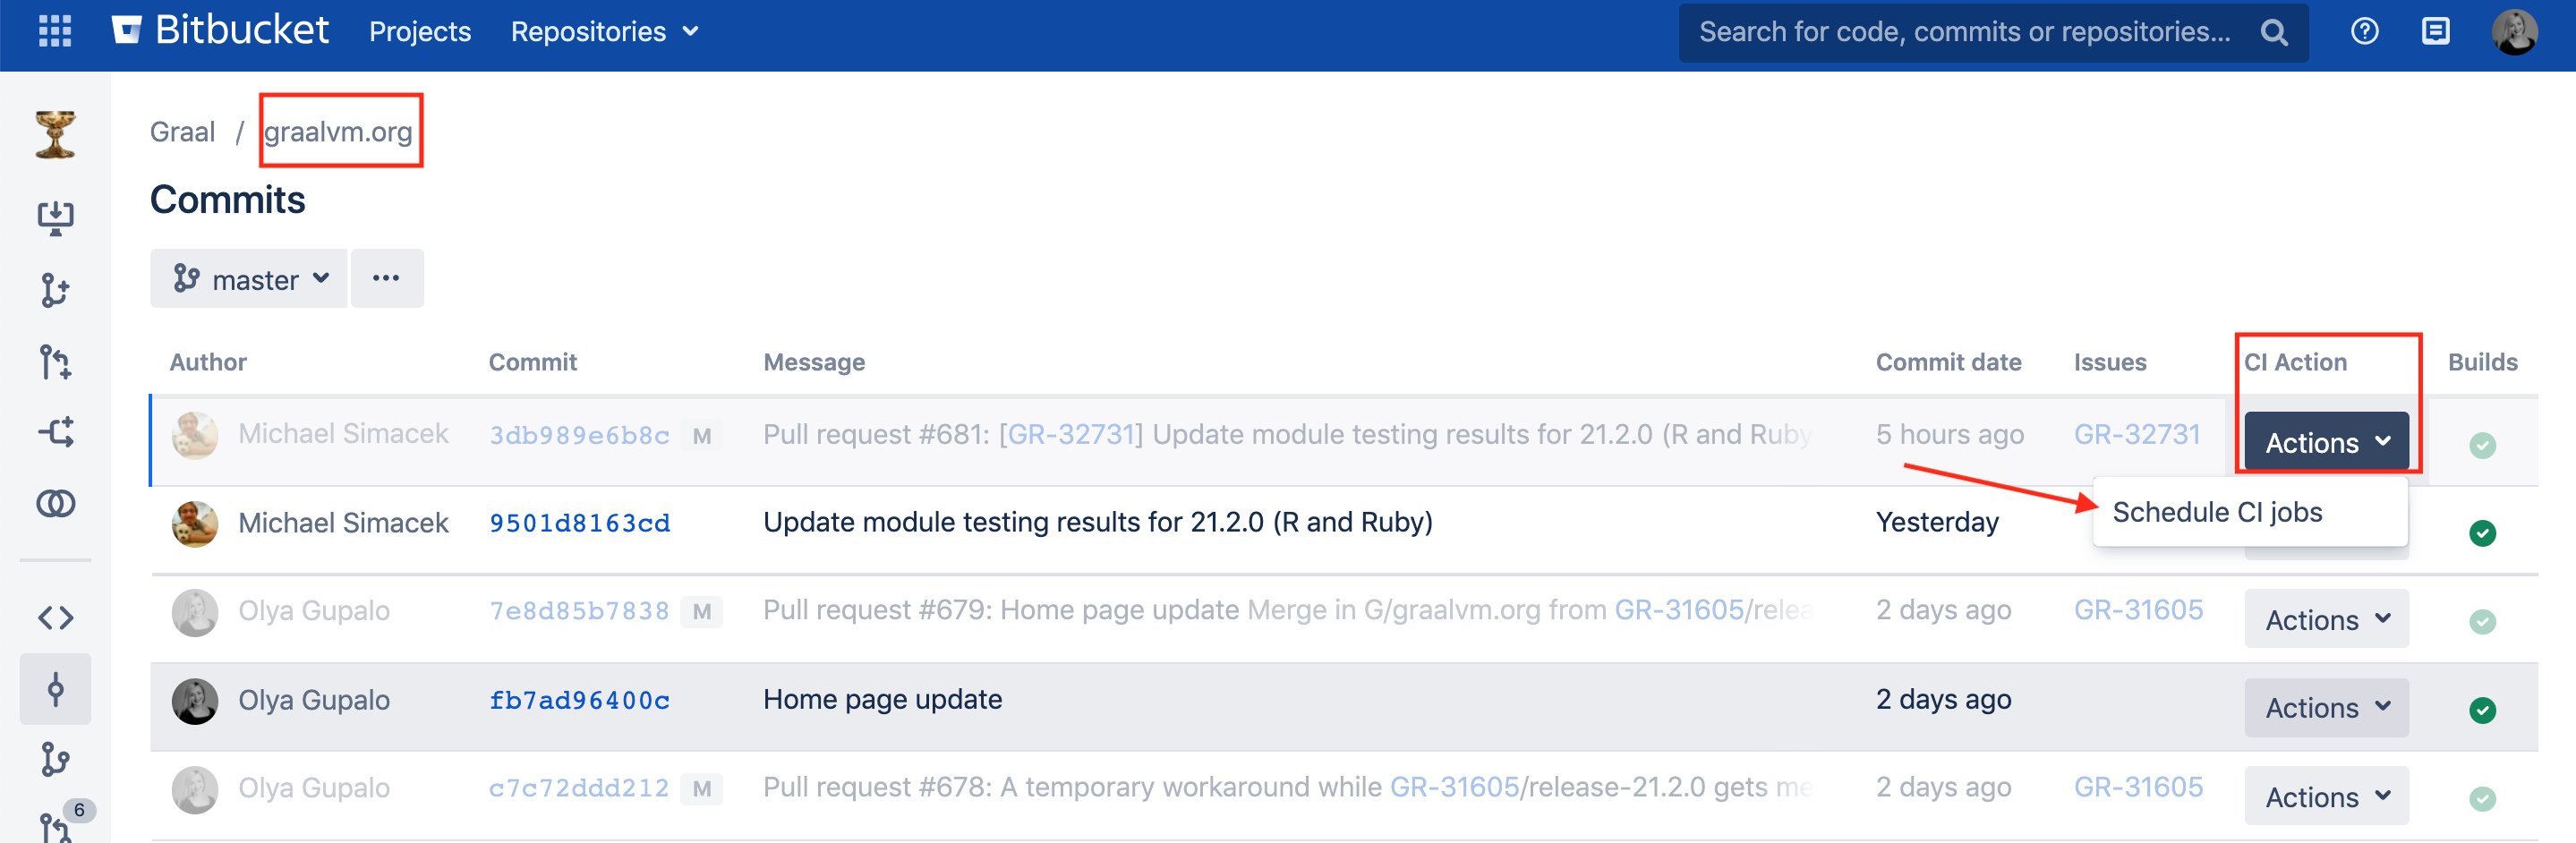 Bitbucket Projects Repositories Search for code, commits or repositories...
Graal / graalvm.org
Commits
master ...
Author Commit Message Commit date Issues CI Action Builds
Michael Simacek 3db989e6b8c M Pull request #681: [GR-32731] Update module testing results for 21.2.0 (R and Ruby 5 hours ago GR-32731 Actions
Schedule CI jobs
Michael Simacek 9501d8163cd Update module testing results for 21.2.0 (R and Ruby) Yesterday
Olya Gupalo 7e8d85b7838 M Pull request #679: Home page update Merge in G/graalvm.org from GR-31605/relea 2 days ago GR-31605 Actions
Olya Gupalo fb7ad96400c Home page update 2 days ago Actions
Olya Gupalo c7c72ddd212 M Pull request #678: A temporary workaround while GR-31605/release-21.2.0 gets me 2 days ago GR-31605 Actions
6